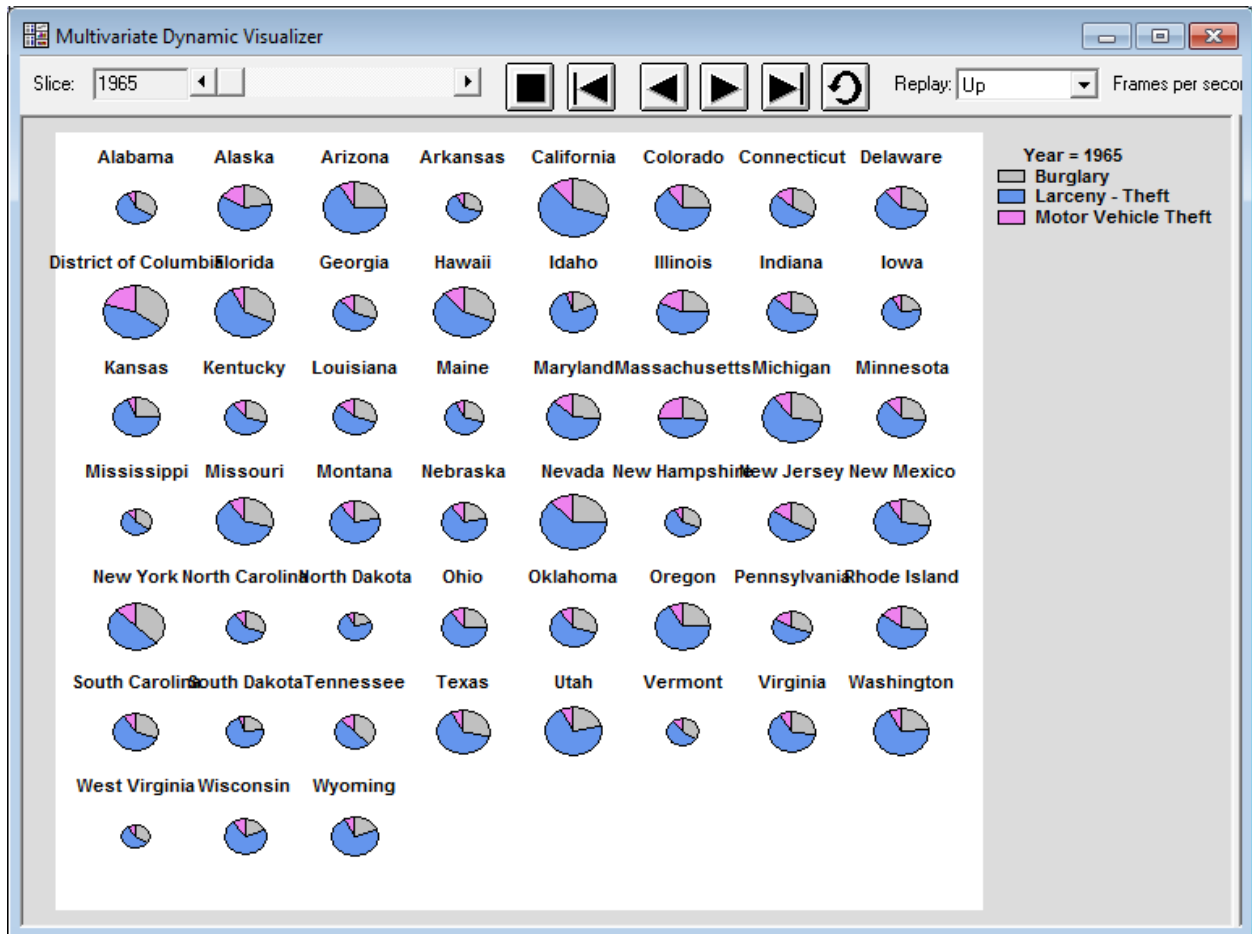 Multivariate Dynamic Visualizer
Slice: 1965 Replay: Up Frames per seco
Alabama Alaska Arizona Arkansas California Colorado Connecticut Delaware
District of Columbia Florida Georgia Hawaii Idaho Illinois Indiana Iowa
Kansas Kentucky Louisiana Maine Maryland Massachusetts Michigan Minnesota
Mississippi Missouri Montana Nebraska Nevada New Hampshire New Jersey New Mexico
New York North Carolina North Dakota Ohio Oklahoma Oregon Pennsylvania Rhode Island
South Carolina South Dakota Tennessee Texas Utah Vermont Virginia Washington
West Virginia Wisconsin Wyoming
Year = 1965
Burglary
Larceny - Theft
Motor Vehicle Theft